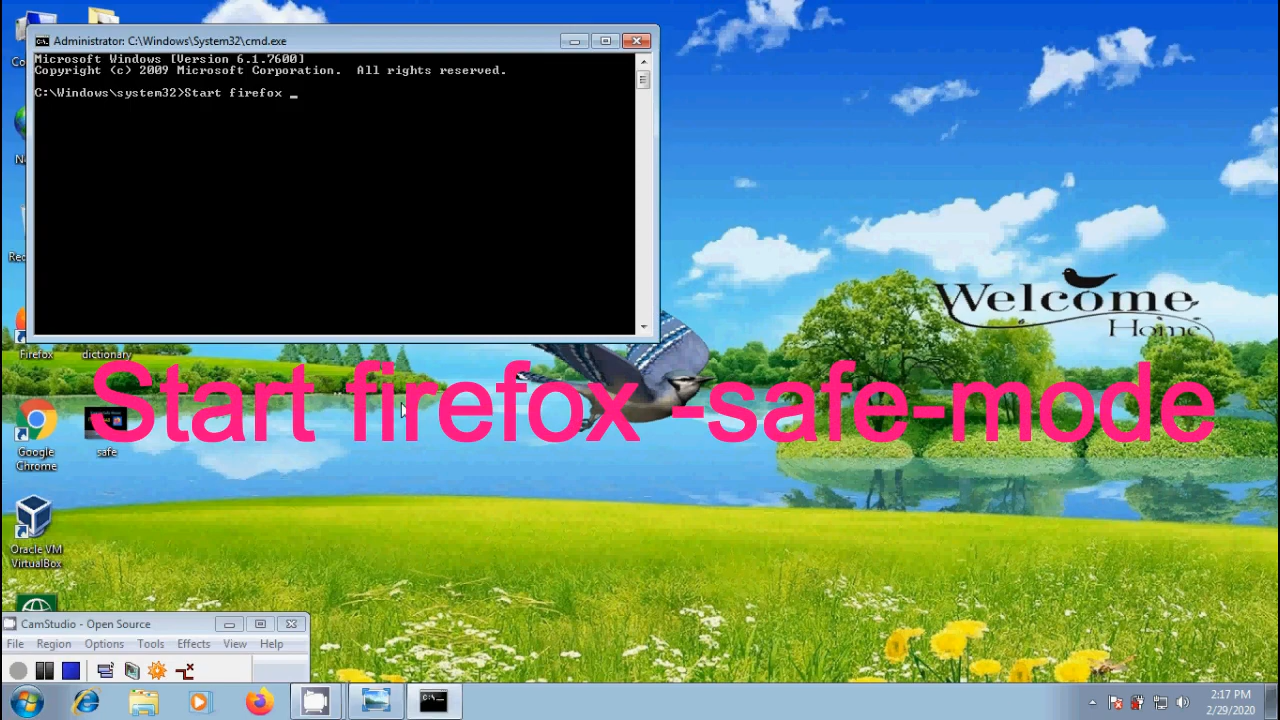 Administrator: C:\Windows\System32\cmd.exe
Microsoft Windows [Version 6.1.7600]
Copyright (c) 2009 Microsoft Corporation.  All rights reserved.
C:\Windows\system32>Start firefox _
Welcome
Home
Firefox
dictionary
Start firefox -safe-mode
Google
Chrome
safe
Oracle VM
VirtualBox
CamStudio - Open Source
File Region Options Tools Effects View Help
2:17 PM
2/29/2020